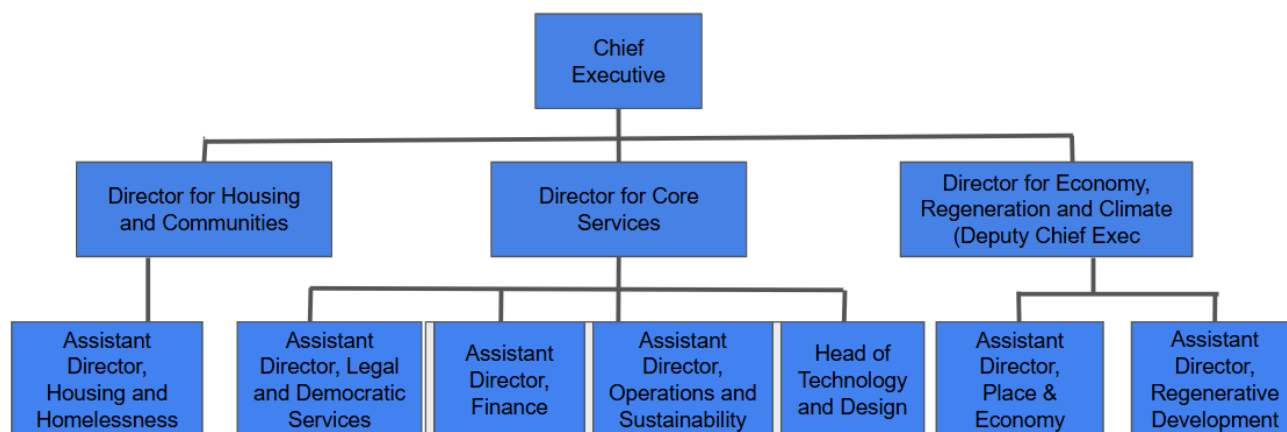 Chief
Executive
Director for Housing
and Communities
Director for Core
Services
Director for Economy,
Regeneration and Climate
(Deputy Chief Exec
Assistant
Director,
Housing and
Homelessness
Assistant
Director, Legal
and Democratic
Services
Assistant
Director,
Finance
Assistant
Director,
Operations and
Sustainability
Head of
Technology
and Design
Assistant
Director,
Place &
Economy
Assistant
Director,
Regenerative
Development